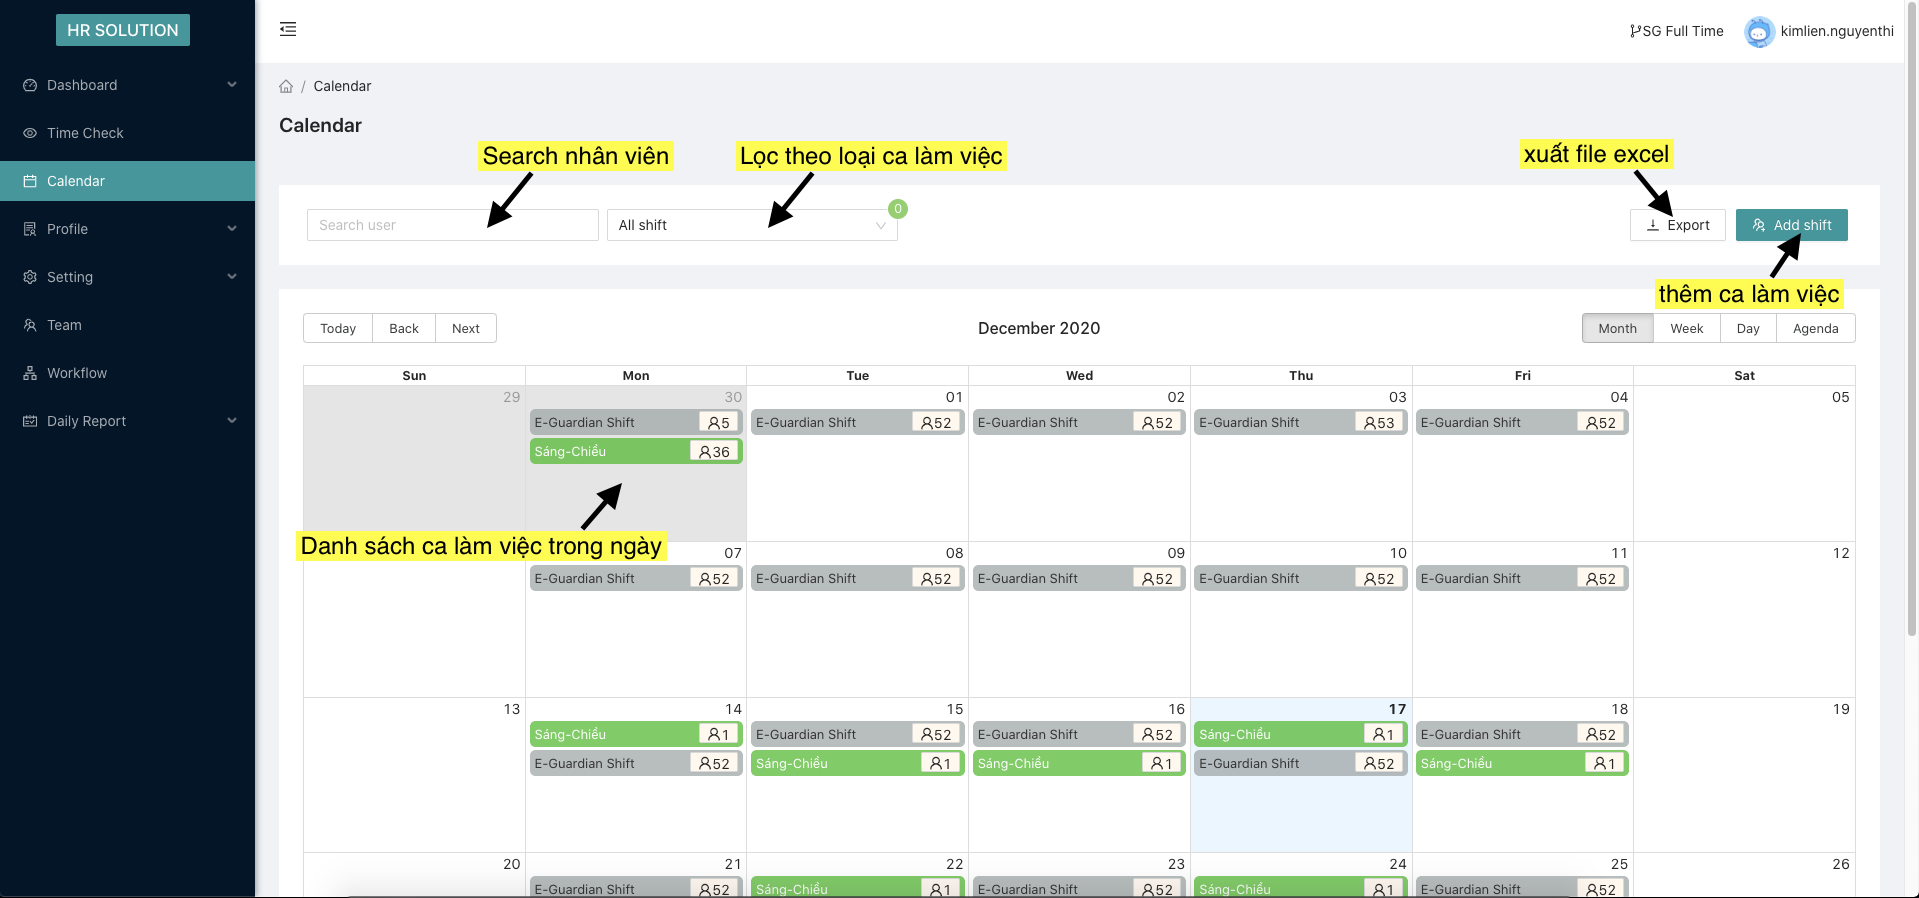 HR SOLUTION
SG Full Time
kimlien.nguyenthi
Dashboard
Time Check
Calendar
Profile
Setting
Team
Workflow
Daily Report
/ Calendar
Calendar
Search nhân viên
Lọc theo loại ca làm việc
xuất file excel
Search user
All shift
0
Export
Add shift
thêm ca làm việc
Today Back Next
December 2020
Month Week Day Agenda
Sun Mon Tue Wed Thu Fri Sat
29 30 01 02 03 04 05
E-Guardian Shift 5 E-Guardian Shift 52 E-Guardian Shift 52 E-Guardian Shift 53 E-Guardian Shift 52
Sáng-Chiều 36
Danh sách ca làm việc trong ngày
07 08 09 10 11 12
E-Guardian Shift 52 E-Guardian Shift 52 E-Guardian Shift 52 E-Guardian Shift 52 E-Guardian Shift 52
13 14 15 16 17 18 19
Sáng-Chiều 1 E-Guardian Shift 52 E-Guardian Shift 52 Sáng-Chiều 1 E-Guardian Shift 52
E-Guardian Shift 52 Sáng-Chiều 1 Sáng-Chiều 1 E-Guardian Shift 52 Sáng-Chiều 1
20 21 22 23 24 25 26
E-Guardian Shift 52 Sáng-Chiều 1 E-Guardian Shift 52 Sáng-Chiều 1 E-Guardian Shift 52